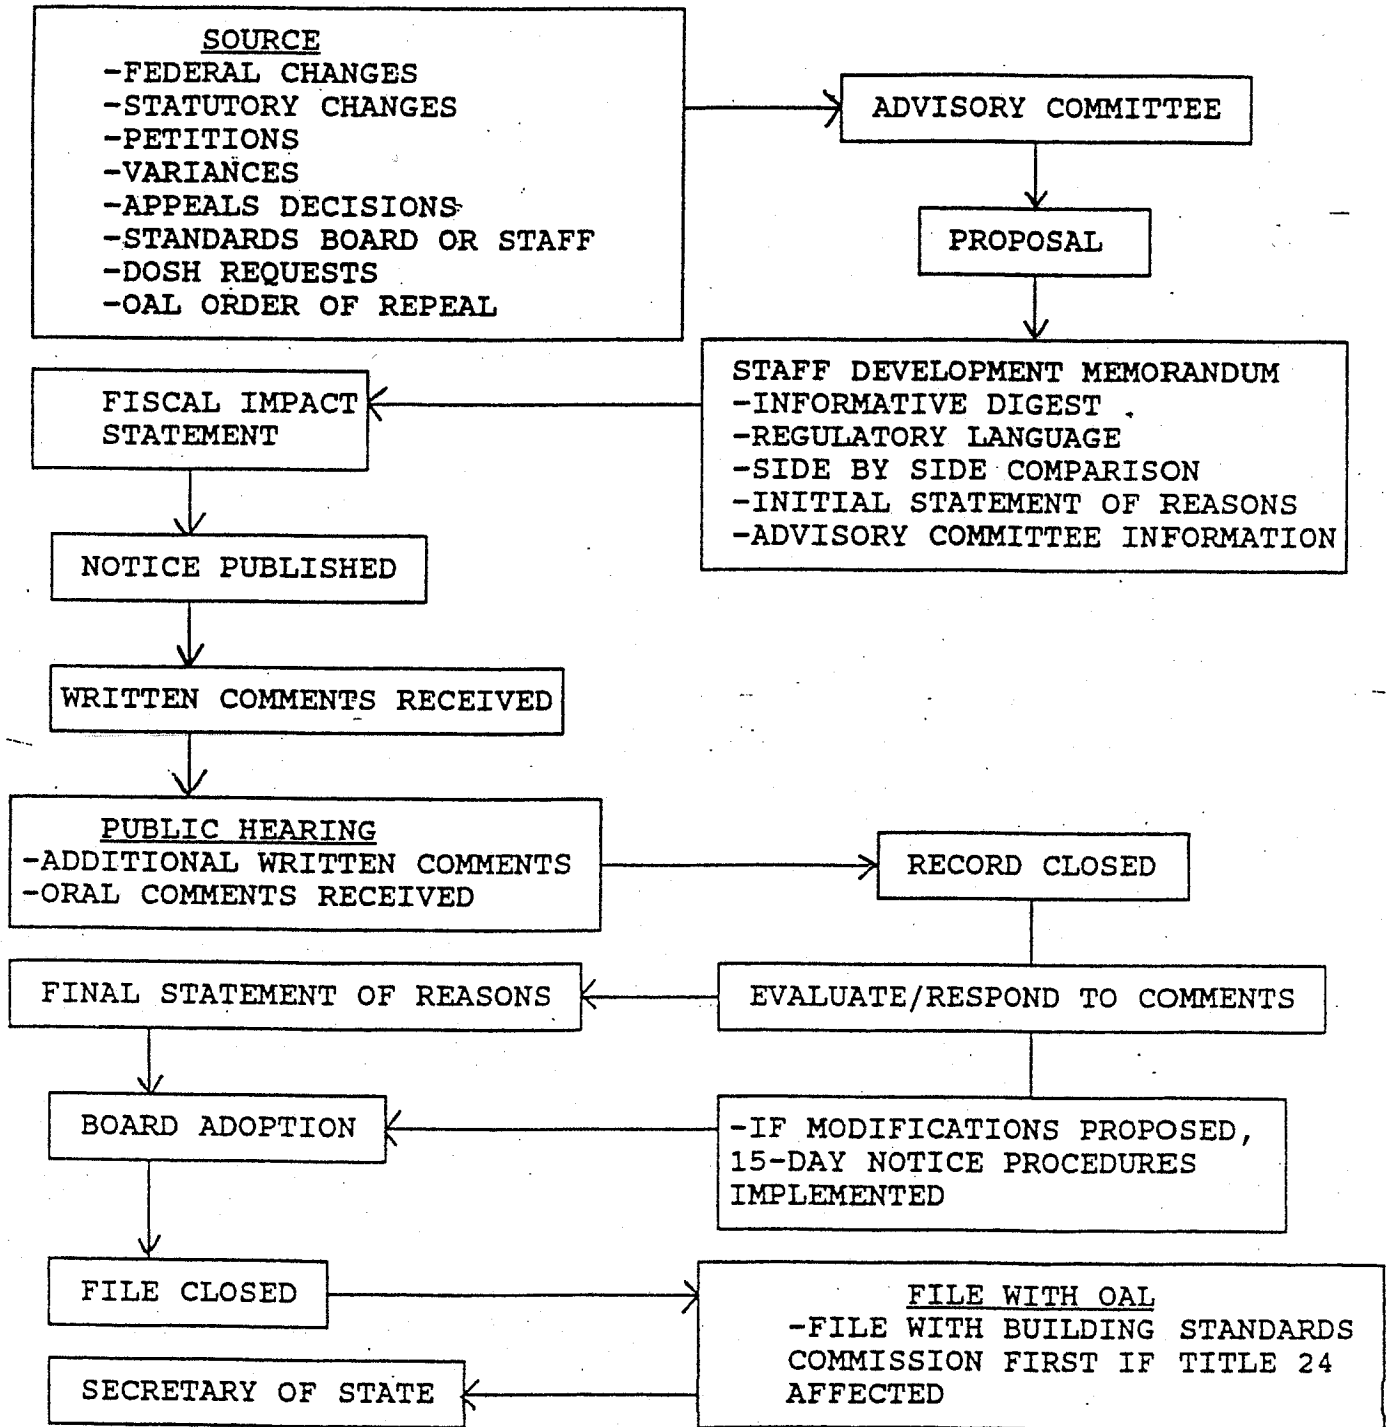 SOURCE
-FEDERAL CHANGES
-STATUTORY CHANGES
-PETITIONS
-VARIANCES
-APPEALS DECISIONS
-STANDARDS BOARD OR STAFF
-DOSH REQUESTS
-OAL ORDER OF REPEAL
ADVISORY COMMITTEE
PROPOSAL
STAFF DEVELOPMENT MEMORANDUM
-INFORMATIVE DIGEST
-REGULATORY LANGUAGE
-SIDE BY SIDE COMPARISON
-INITIAL STATEMENT OF REASONS
-ADVISORY COMMITTEE INFORMATION
FISCAL IMPACT
STATEMENT
NOTICE PUBLISHED
WRITTEN COMMENTS RECEIVED
PUBLIC HEARING
-ADDITIONAL WRITTEN COMMENTS
-ORAL COMMENTS RECEIVED
RECORD CLOSED
EVALUATE/RESPOND TO COMMENTS
FINAL STATEMENT OF REASONS
-IF MODIFICATIONS PROPOSED,
15-DAY NOTICE PROCEDURES
IMPLEMENTED
BOARD ADOPTION
FILE CLOSED
FILE WITH OAL
-FILE WITH BUILDING STANDARDS
COMMISSION FIRST IF TITLE 24
AFFECTED
SECRETARY OF STATE